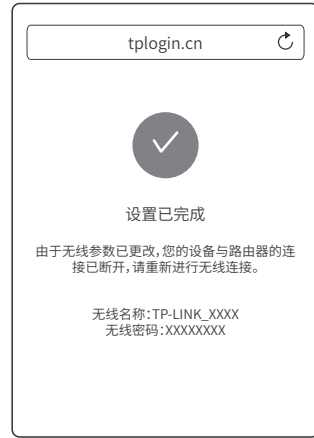 tplogin.cn
设置已完成
由于无线参数已更改,您的设备与路由器的连
接已断开,请重新进行无线连接。
无线名称:TP-LINK_XXXX
无线密码:XXXXXXXX